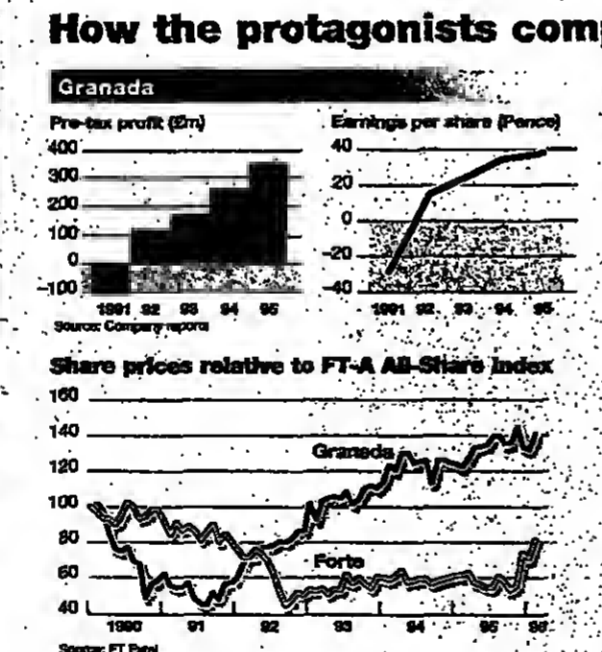 How the protagonists com
Granada
Pre-tax profit (£m)
400
300
200
100
0
-100
1991 92 93 94 95
Source: Company reports
Earnings per share (Pence)
40
20
0
-20
-40
1991 92 93 94 95
Share prices relative to FT-A All-Share Index
160
140
120
100
80
60
40
Granada
Forte
1990 91 92 93 94 95 96
Source: FT Extel